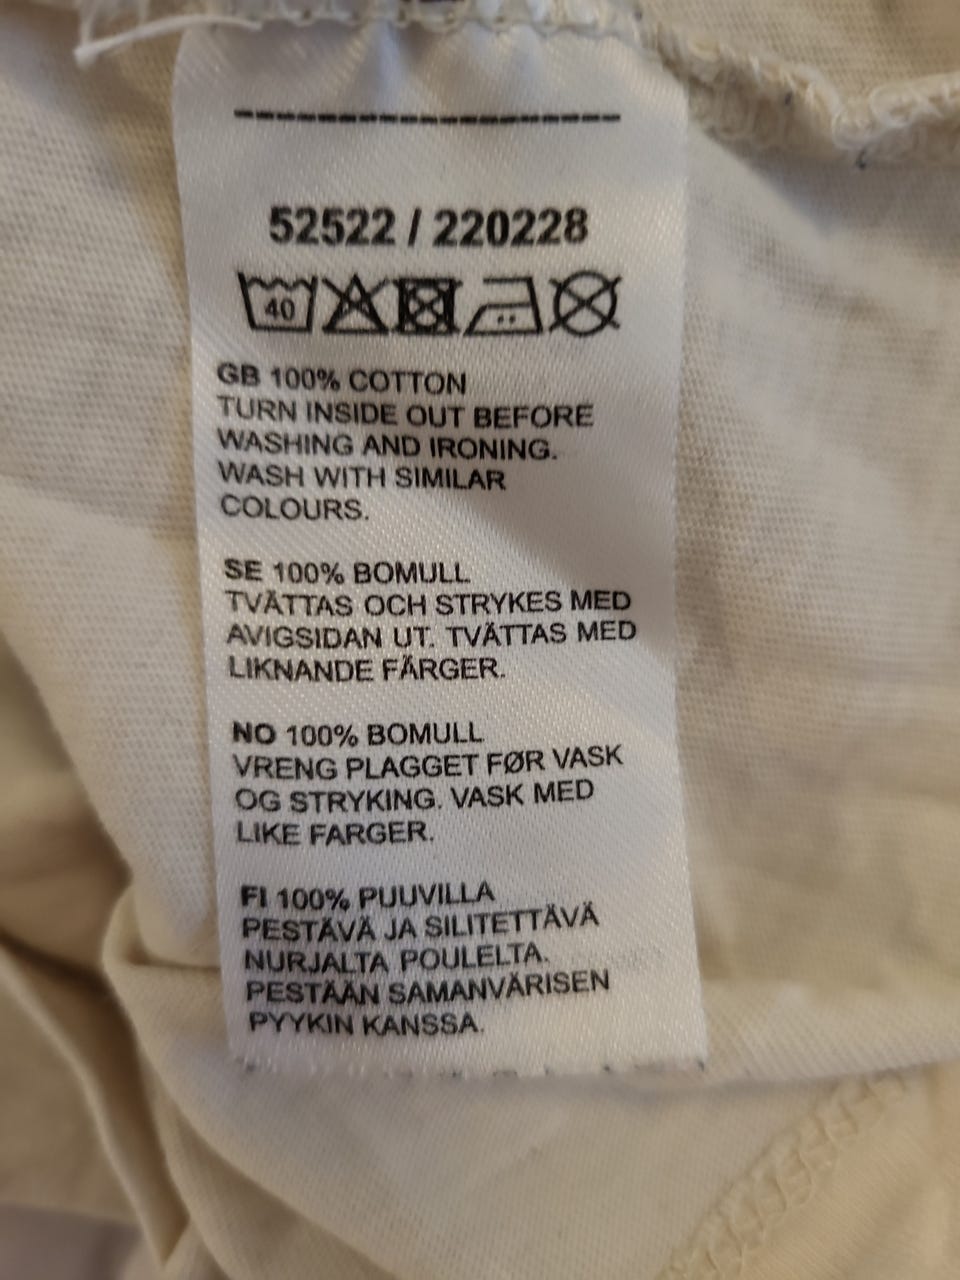 52522 / 220228
40
GB 100% COTTON
TURN INSIDE OUT BEFORE
WASHING AND IRONING.
WASH WITH SIMILAR
COLOURS.
SE 100% BOMULL
TVÄTTAS OCH STRYKES MED
AVIGSIDAN UT. TVÄTTAS MED
LIKNANDE FÄRGER.
NO 100% BOMULL
VRENG PLAGGET FØR VASK
OG STRYKING. VASK MED
LIKE FARGER.
FI 100% PUUVILLA
PESTÄVÄ JA SILITETTÄVÄ
NURJALTA POULELTA.
PESTÄÄN SAMANVÄRISEN
PYYKIN KANSSA.